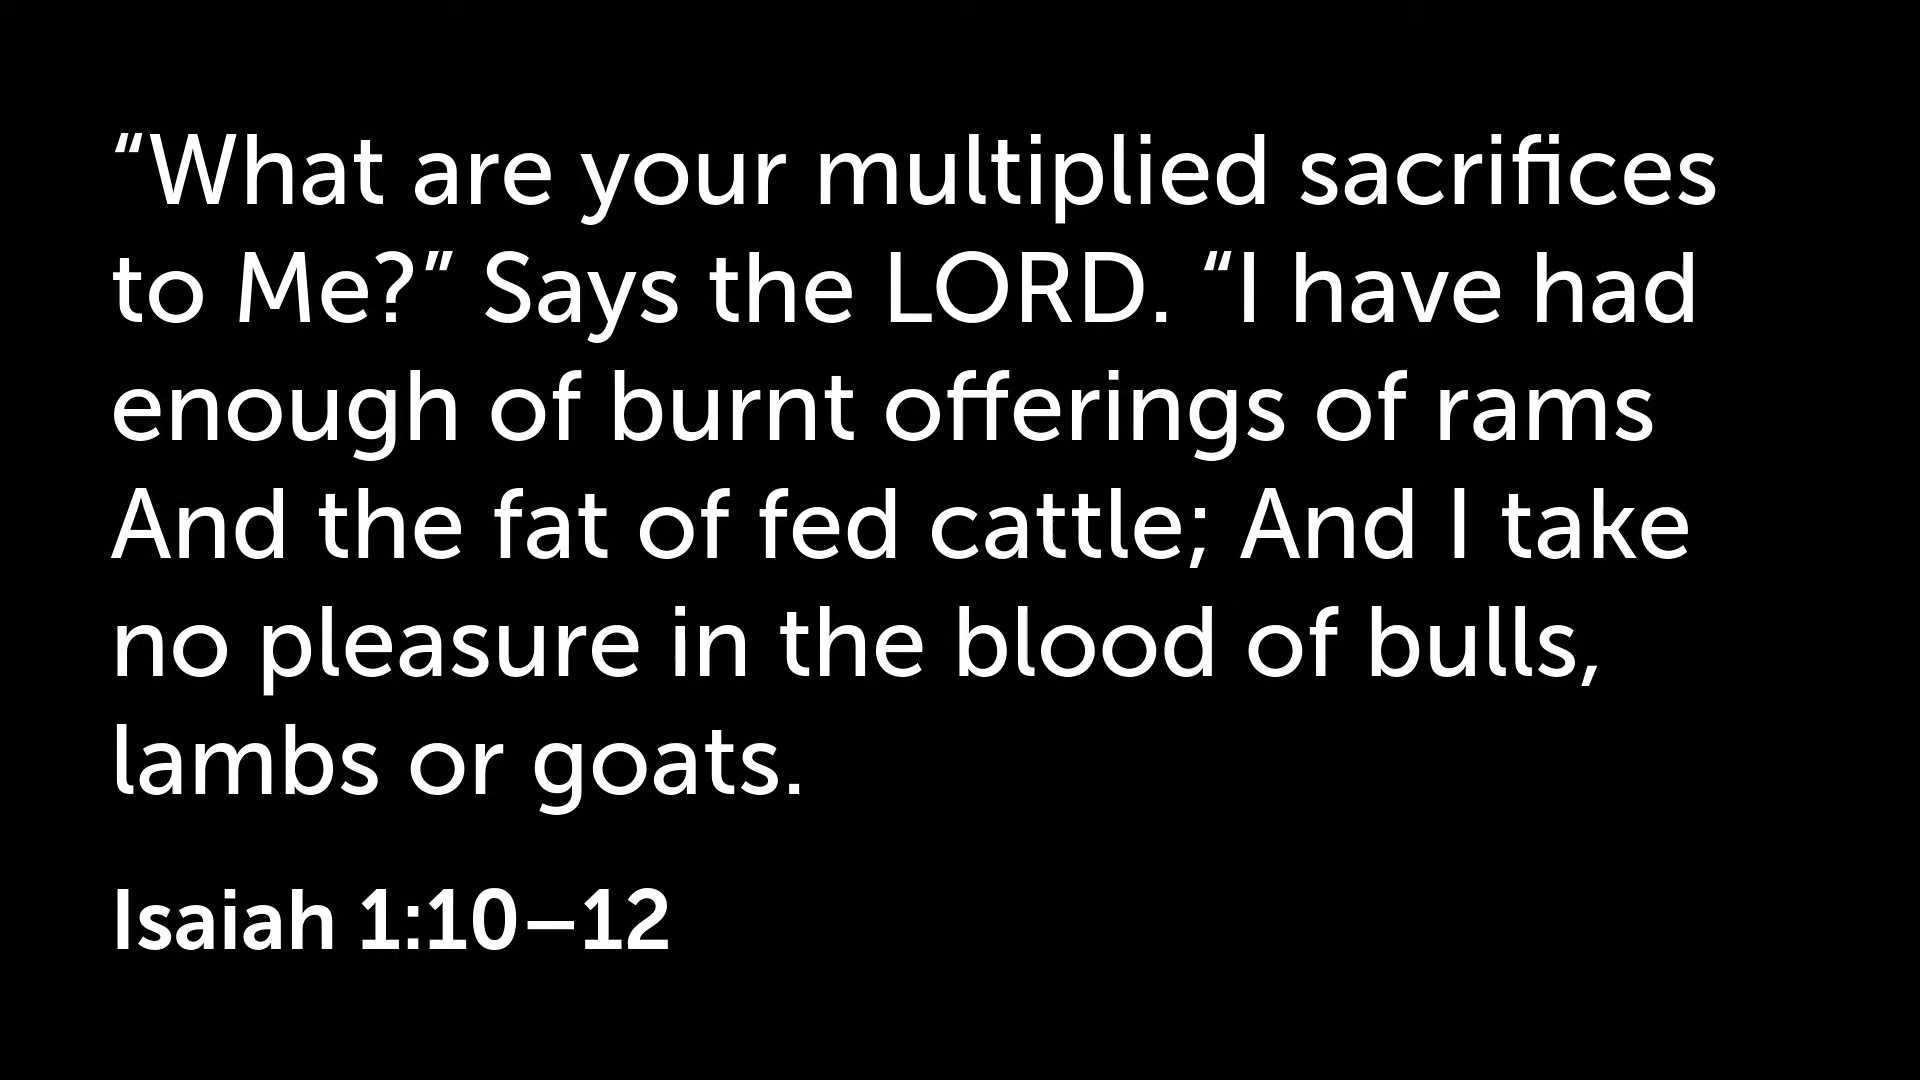 “What are your multiplied sacrifices
to Me?” Says the LORD. “I have had
enough of burnt offerings of rams
And the fat of fed cattle; And I take
no pleasure in the blood of bulls,
lambs or goats.
Isaiah 1:10–12